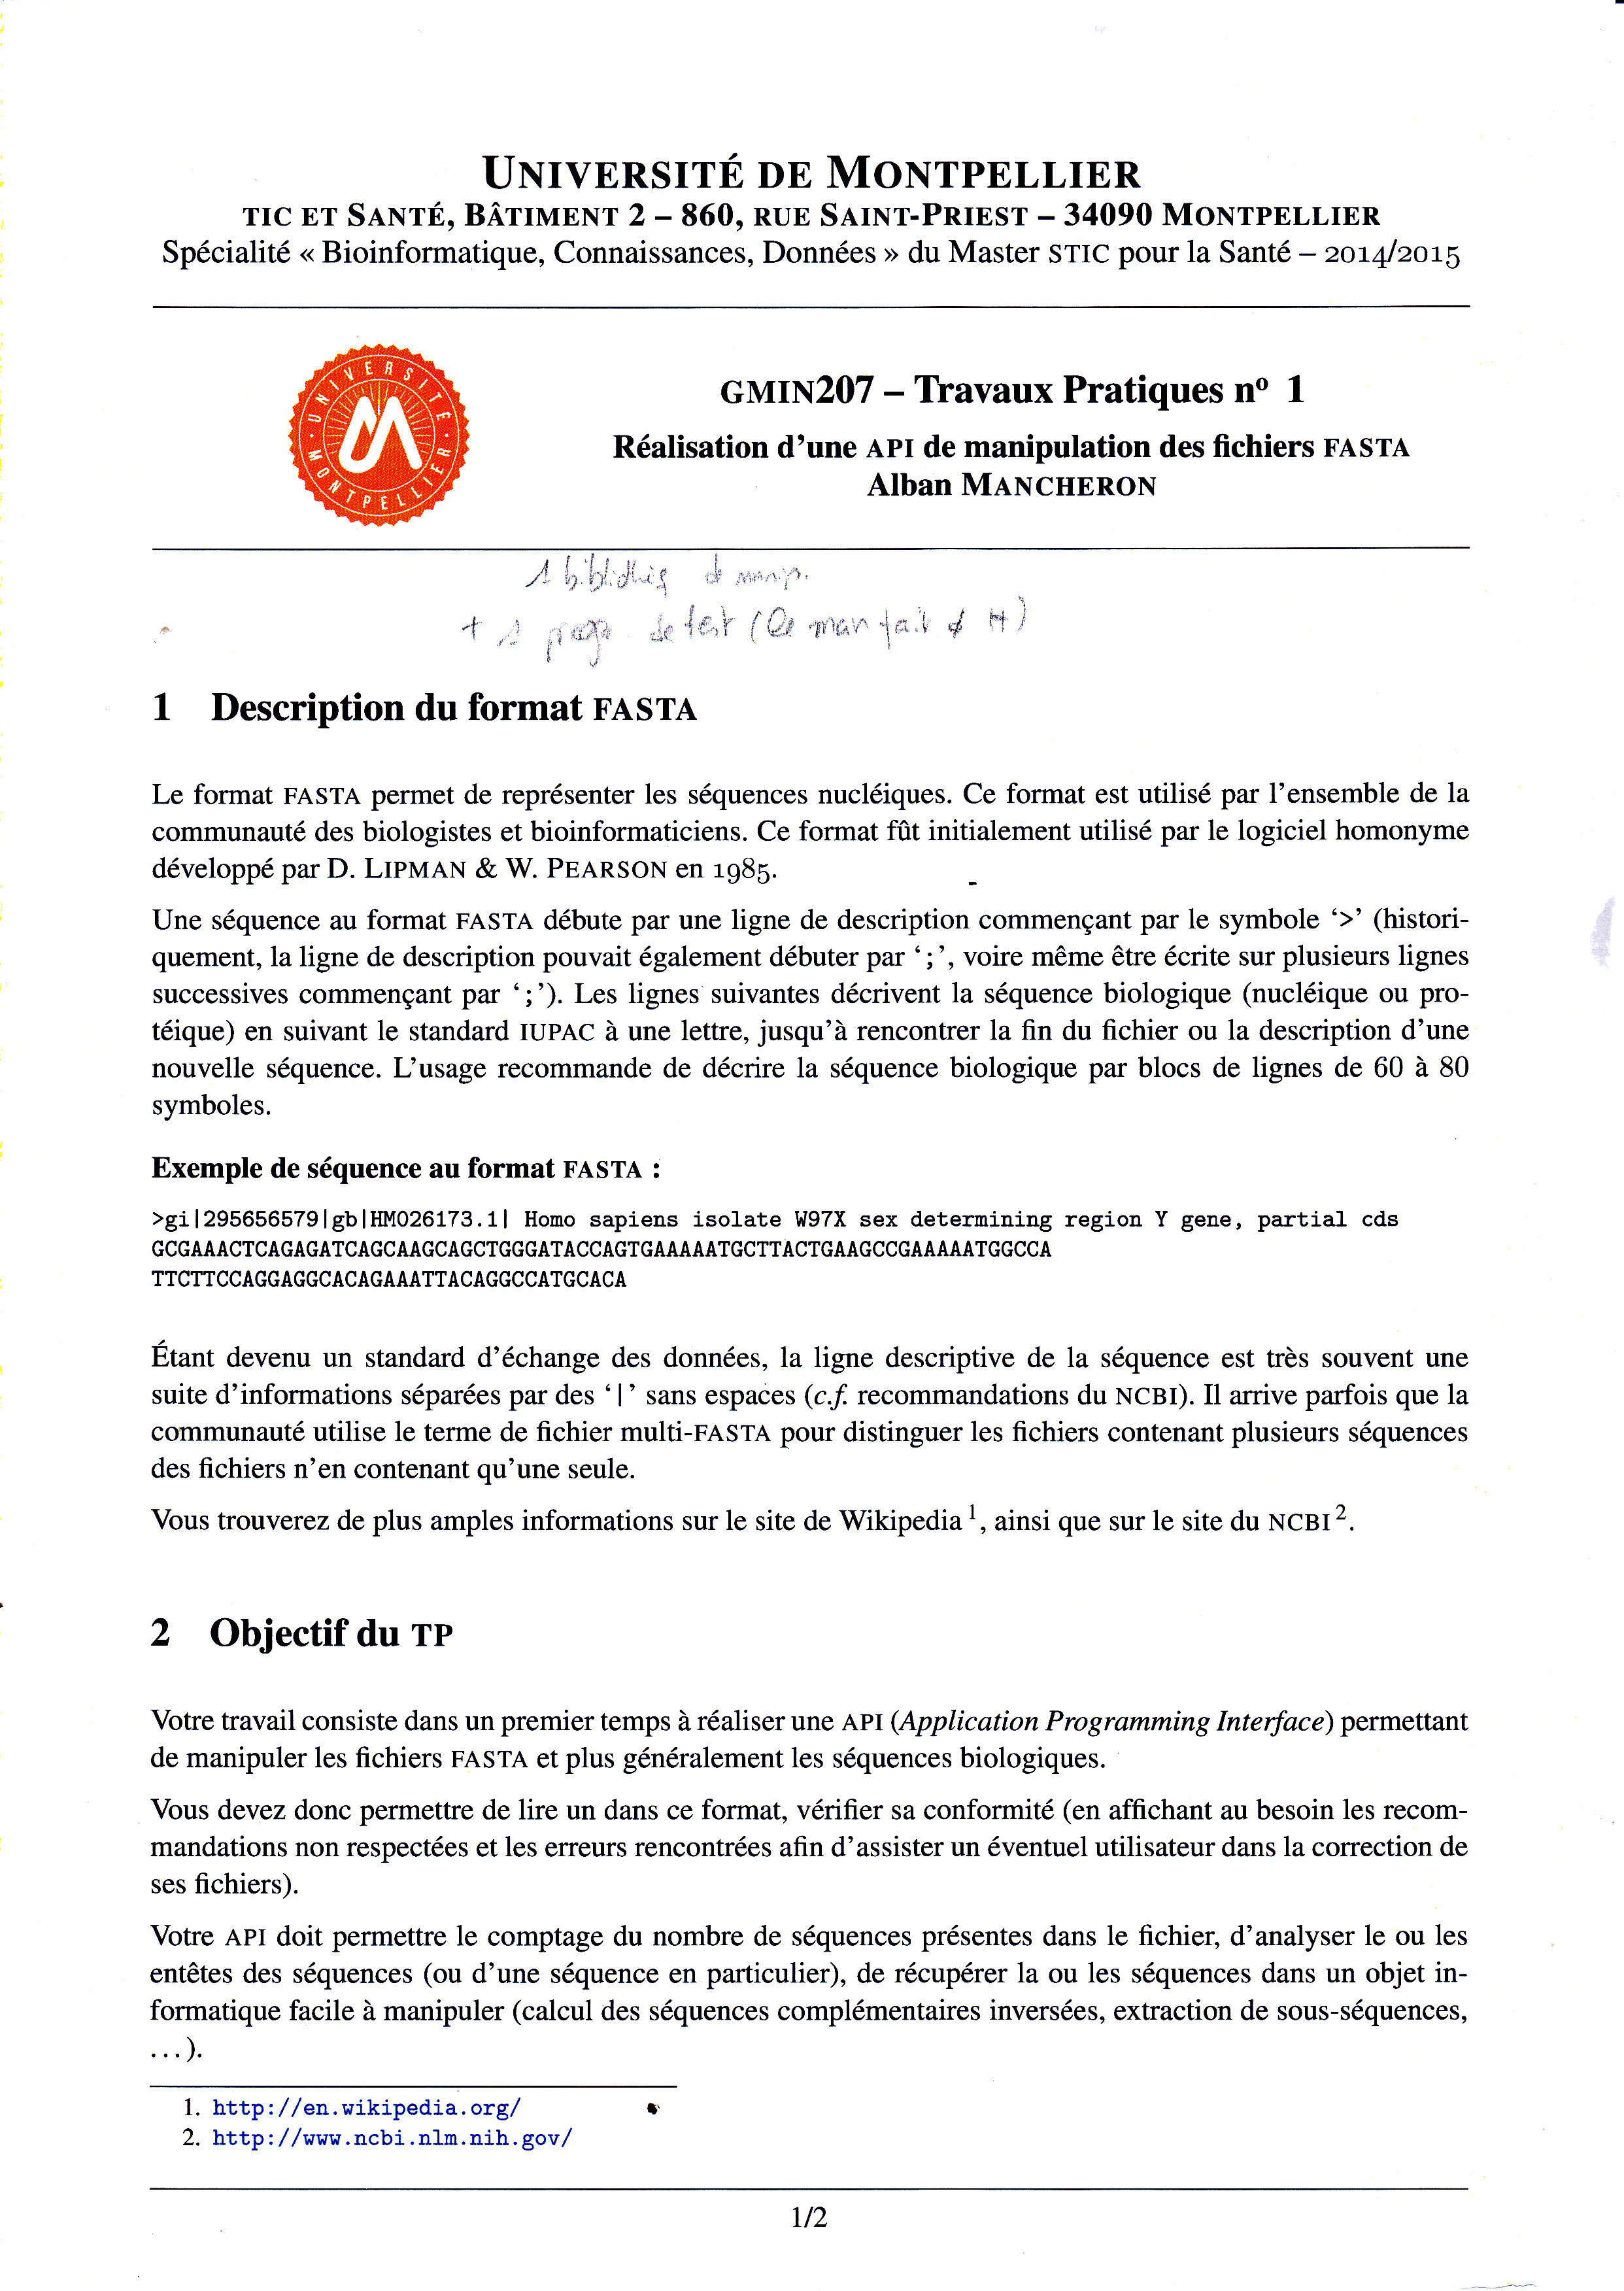 UNIVERSITÉ DE MONTPELLIER
TIC ET SANTÉ, BÂTIMENT 2 – 860, RUE SAINT-PRIEST – 34090 MONTPELLIER
Spécialité « Bioinformatique, Connaissances, Données » du Master STIC pour la Santé – 2014/2015
UNIVERSITÉ · MONTPELLIER ·
GMIN207 – Travaux Pratiques nº 1
Réalisation d'une API de manipulation des fichiers FASTA
Alban MANCHERON
1 de manip.
+ 1 de test (
1 Description du format FASTA
Le format FASTA permet de représenter les séquences nucléiques. Ce format est utilisé par l'ensemble de la
communauté des biologistes et bioinformaticiens. Ce format fût initialement utilisé par le logiciel homonyme
développé par D. LIPMAN & W. PEARSON en 1985.
Une séquence au format FASTA débute par une ligne de description commençant par le symbole ‘>’ (histori-
quement, la ligne de description pouvait également débuter par ‘;’, voire même être écrite sur plusieurs lignes
successives commençant par ‘;’). Les lignes suivantes décrivent la séquence biologique (nucléique ou pro-
téique) en suivant le standard IUPAC à une lettre, jusqu'à rencontrer la fin du fichier ou la description d'une
nouvelle séquence. L'usage recommande de décrire la séquence biologique par blocs de lignes de 60 à 80
symboles.
Exemple de séquence au format FASTA :
>gi|295656579|gb|HM026173.1| Homo sapiens isolate W97X sex determining region Y gene, partial cds
GCGAAACTCAGAGATCAGCAAGCAGCTGGGATACCAGTGAAAAATGCTTACTGAAGCCGAAAAATGGCCA
TTCTTCCAGGAGGCACAGAAATTACAGGCCATGCACA
Étant devenu un standard d'échange des données, la ligne descriptive de la séquence est très souvent une
suite d'informations séparées par des ‘|’ sans espaces (c.f. recommandations du NCBI). Il arrive parfois que la
communauté utilise le terme de fichier multi-FASTA pour distinguer les fichiers contenant plusieurs séquences
des fichiers n'en contenant qu'une seule.
Vous trouverez de plus amples informations sur le site de Wikipedia 1, ainsi que sur le site du NCBI 2.
2 Objectif du TP
Votre travail consiste dans un premier temps à réaliser une API (Application Programming Interface) permettant
de manipuler les fichiers FASTA et plus généralement les séquences biologiques.
Vous devez donc permettre de lire un dans ce format, vérifier sa conformité (en affichant au besoin les recom-
mandations non respectées et les erreurs rencontrées afin d'assister un éventuel utilisateur dans la correction de
ses fichiers).
Votre API doit permettre le comptage du nombre de séquences présentes dans le fichier, d'analyser le ou les
entêtes des séquences (ou d'une séquence en particulier), de récupérer la ou les séquences dans un objet in-
formatique facile à manipuler (calcul des séquences complémentaires inversées, extraction de sous-séquences,
...).
1. http://en.wikipedia.org/
2. http://www.ncbi.nlm.nih.gov/
1/2